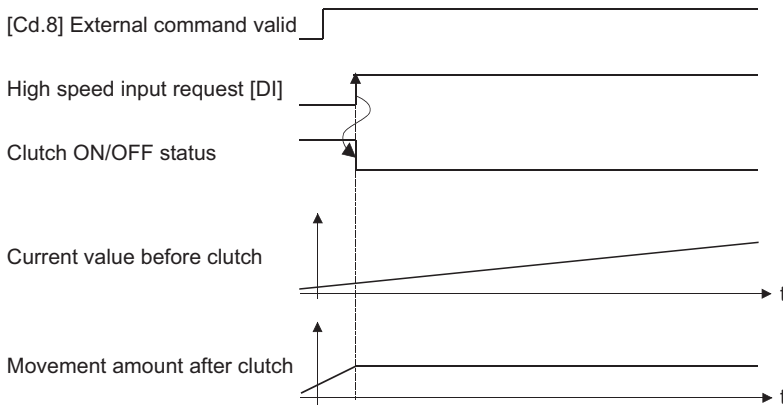 [Cd.8] External command valid
High speed input request [DI]
Clutch ON/OFF status
Current value before clutch
t
Movement amount after clutch
t